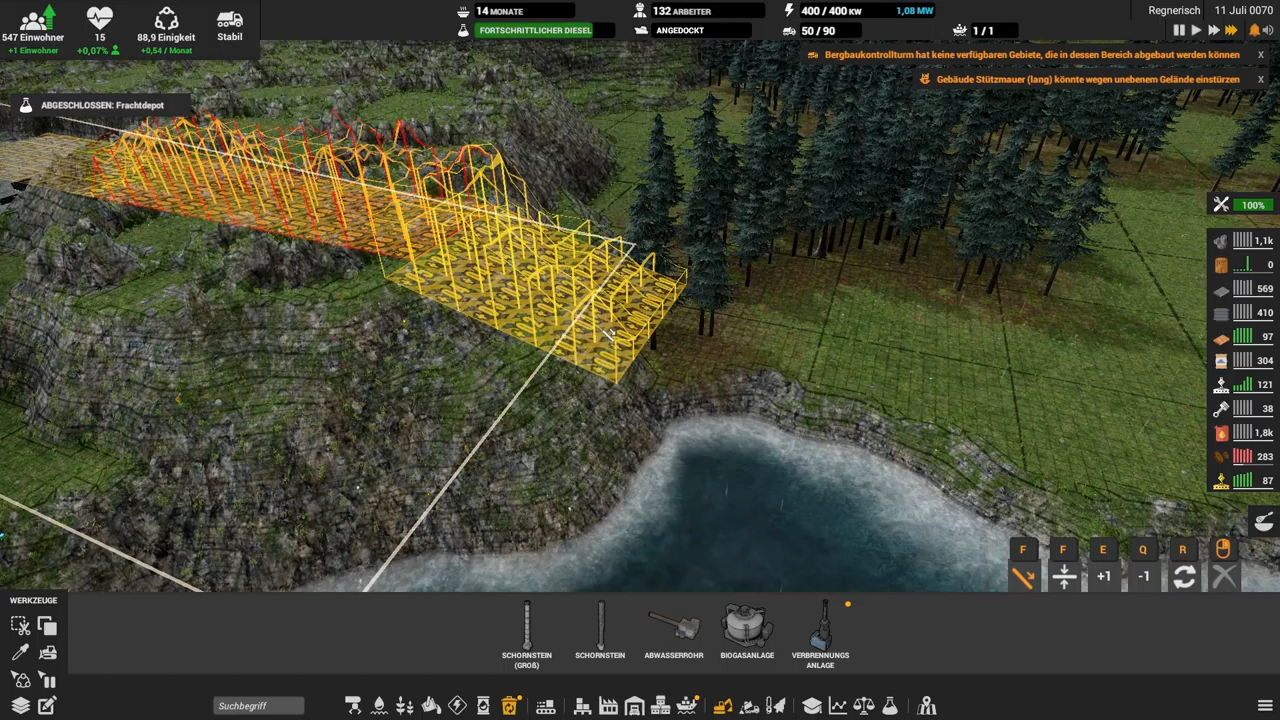 547 Einwohner
+1 Einwohner
15
+0,07%
88,9 Einigkeit
+0,54 / Monat
Stabil
14 MONATE
FORTSCHRITTLICHER DIESEL
132 ARBEITER
ANGEDOCKT
400 / 400 KW
1,08 MW
50 / 90
1 / 1
Regnerisch
11 Juli 0070
Bergbaukontrollturm hat keine verfügbaren Gebiete, die in dessen Bereich abgebaut werden können
X
Gebäude Stützmauer (lang) könnte wegen unebenem Gelände einstürzen
X
ABGESCHLOSSEN: Frachtdepot
100%
1,1k
0
569
410
97
304
121
38
1,8k
283
87
F
F
E
Q
R
+1
-1
WERKZEUGE
SCHORNSTEIN
(GROß)
SCHORNSTEIN
ABWASSERROHR
BIOGASANLAGE
VERBRENNUNGS
ANLAGE
Suchbegriff